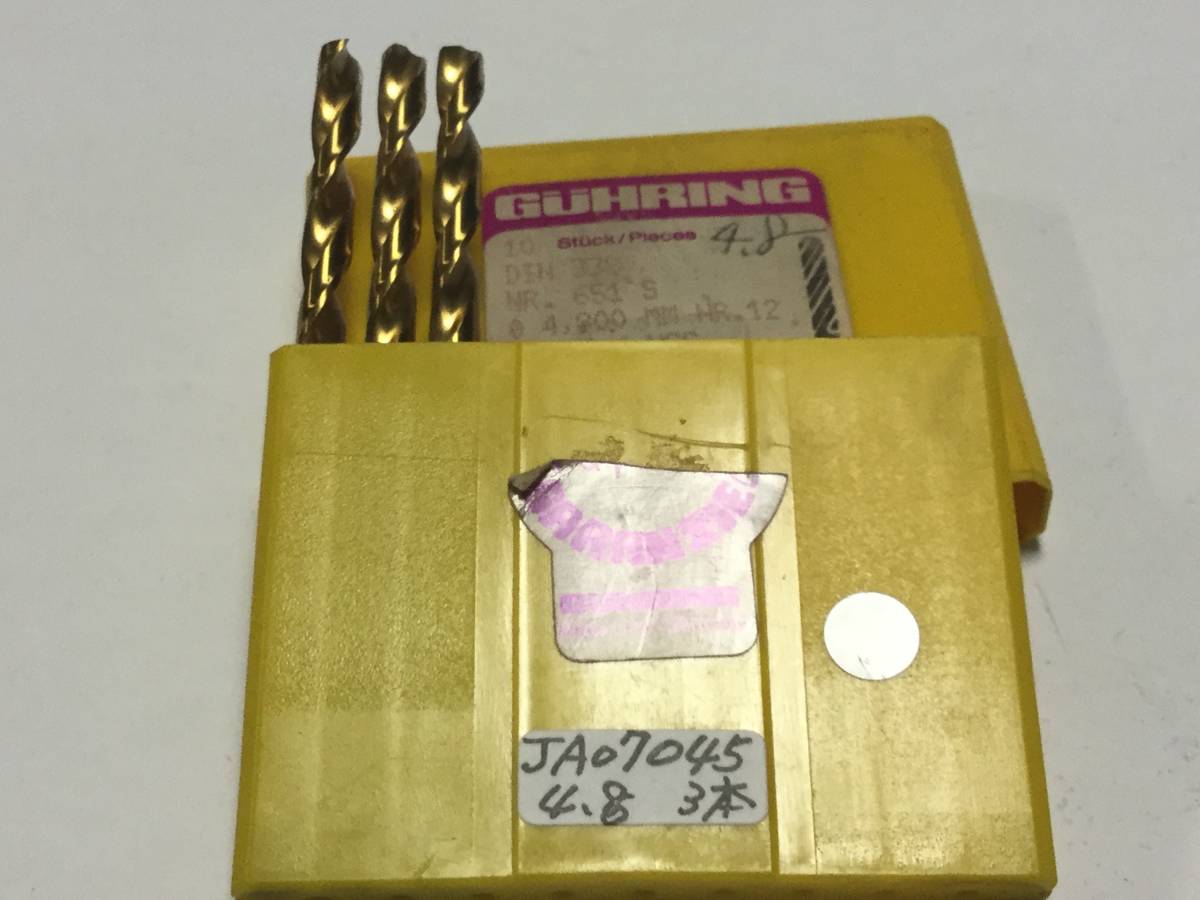 GÜHRING
10 Stück/Pieces 4.8
DIN 338
NR. 651 S
Ø 4,800 MM NR.12
JA07045
4.8 3本